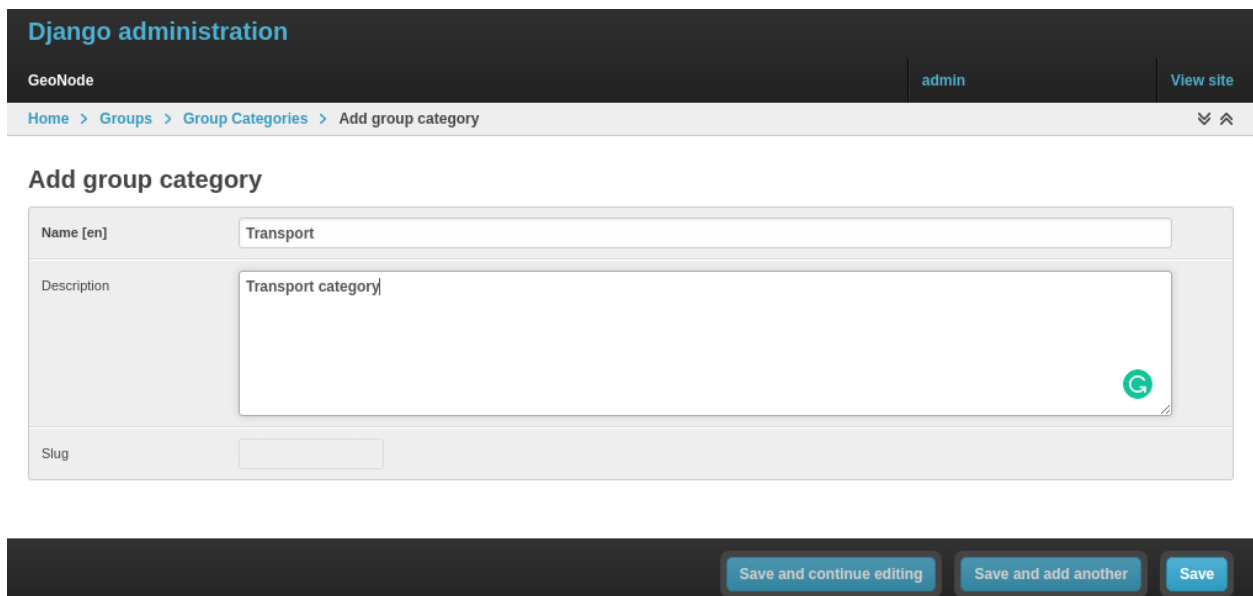 Django administration
GeoNode
admin
View site
Home > Groups > Group Categories > Add group category
Add group category
Name [en]
Transport
Description
Transport category
Slug
Save and continue editing
Save and add another
Save